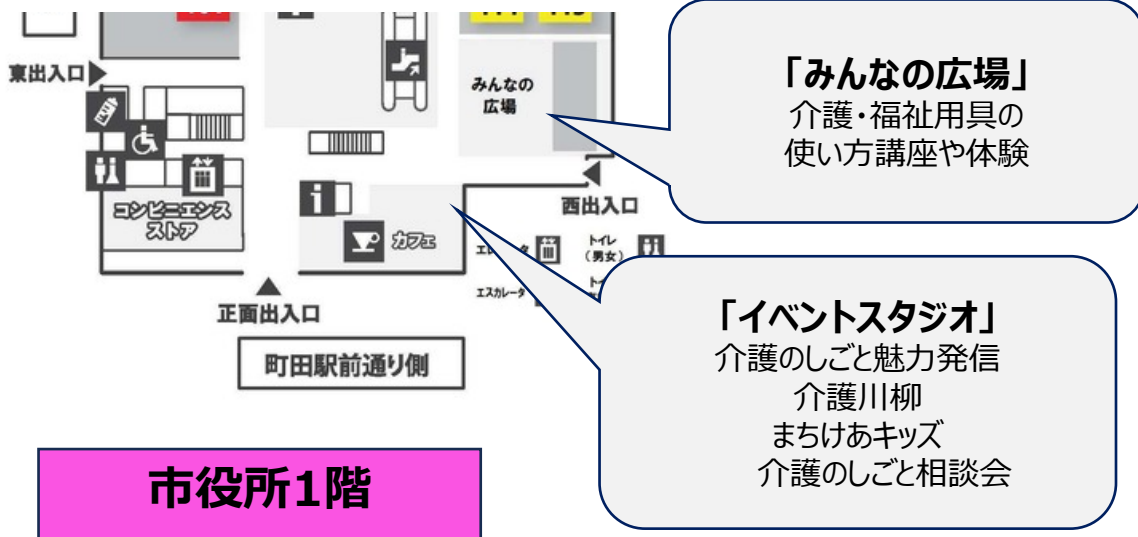 東出入口
みんなの
広場
「みんなの広場」
介護・福祉用具の
使い方講座や体験
コンビニエンス
ストア
i
カフェ
西出入口
トイレ
(男女)
エスカレータ
正面出入口
町田駅前通り側
「イベントスタジオ」
介護のしごと魅力発信
介護川柳
まちけあキッズ
介護のしごと相談会
市役所1階